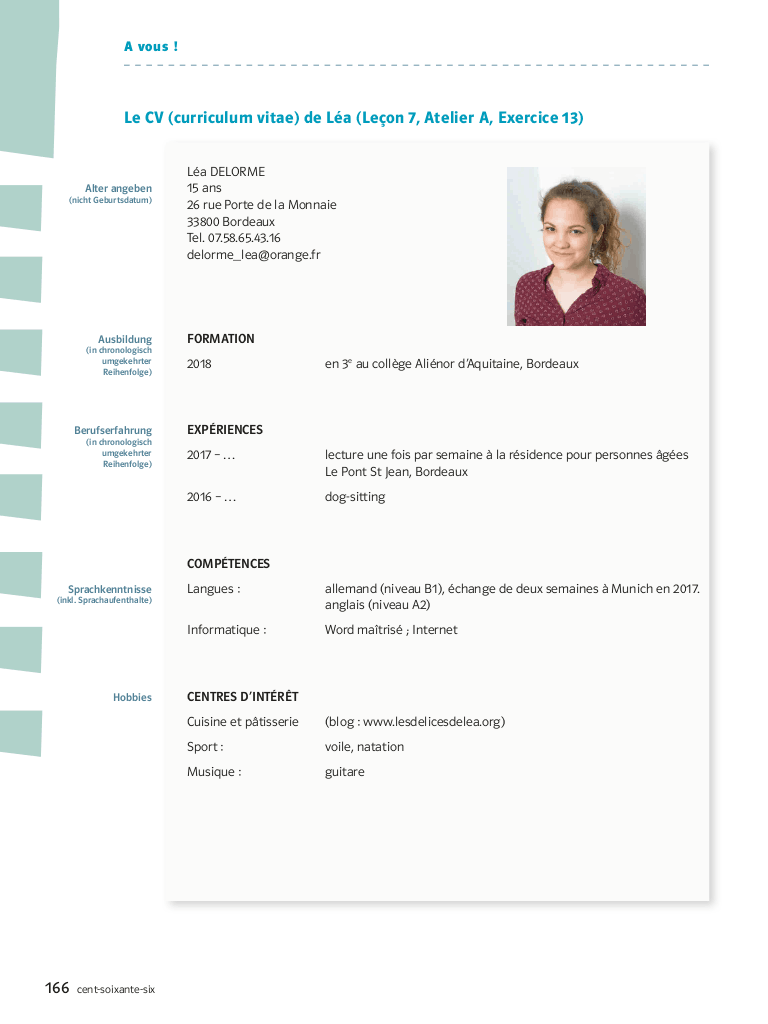 A vous !
Le CV (curriculum vitae) de Léa (Leçon 7, Atelier A, Exercice 13)
Léa DELORME
Alter angeben
(nicht Geburtsdatum)
15 ans
26 rue Porte de la Monnaie
33800 Bordeaux
Tel. 07.58.65.43.16
delorme_lea@orange.fr
Ausbildung
(in chronologisch
umgekehrter
Reihenfolge)
FORMATION
2018 en 3e au collège Aliénor d'Aquitaine, Bordeaux
Berufserfahrung
(in chronologisch
umgekehrter
Reihenfolge)
EXPÉRIENCES
2017 – ... lecture une fois par semaine à la résidence pour personnes âgées
Le Pont St Jean, Bordeaux
2016 – ... dog-sitting
COMPÉTENCES
Sprachkenntnisse
(inkl. Sprachaufenthalte)
Langues : allemand (niveau B1), échange de deux semaines à Munich en 2017.
anglais (niveau A2)
Informatique : Word maîtrisé ; Internet
Hobbies
CENTRES D'INTÉRÊT
Cuisine et pâtisserie (blog : www.lesdelicesdelea.org)
Sport : voile, natation
Musique : guitare
166 cent-soixante-six